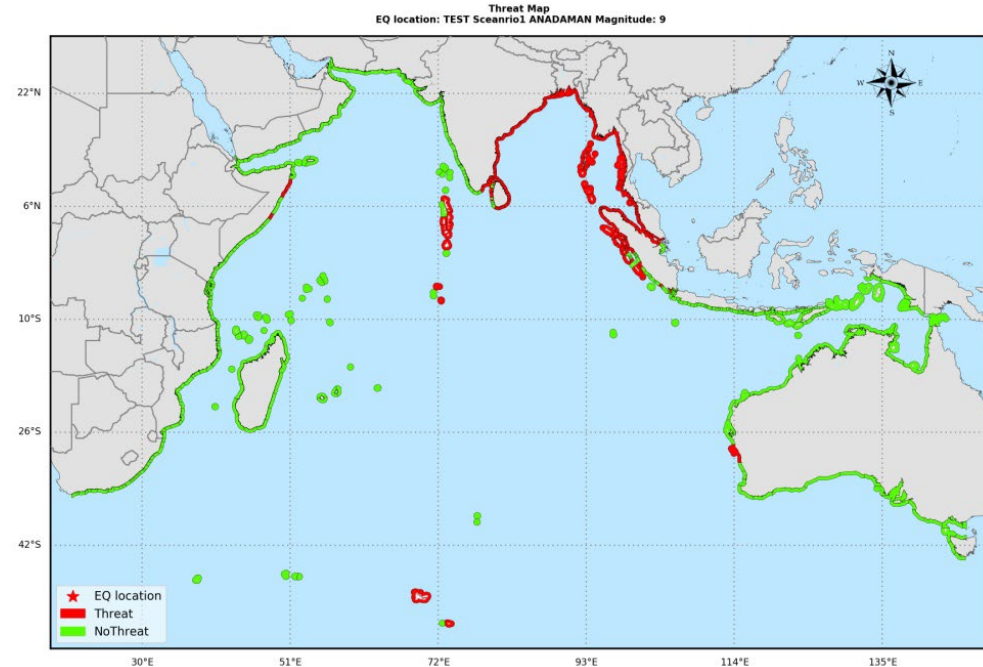 Threat Map
EQ location: TEST Sceanrio1 ANADAMAN Magnitude: 9
N
W E
S
22°N
6°N
10°S
26°S
42°S
EQ location
Threat
NoThreat
30°E 51°E 72°E 93°E 114°E 135°E